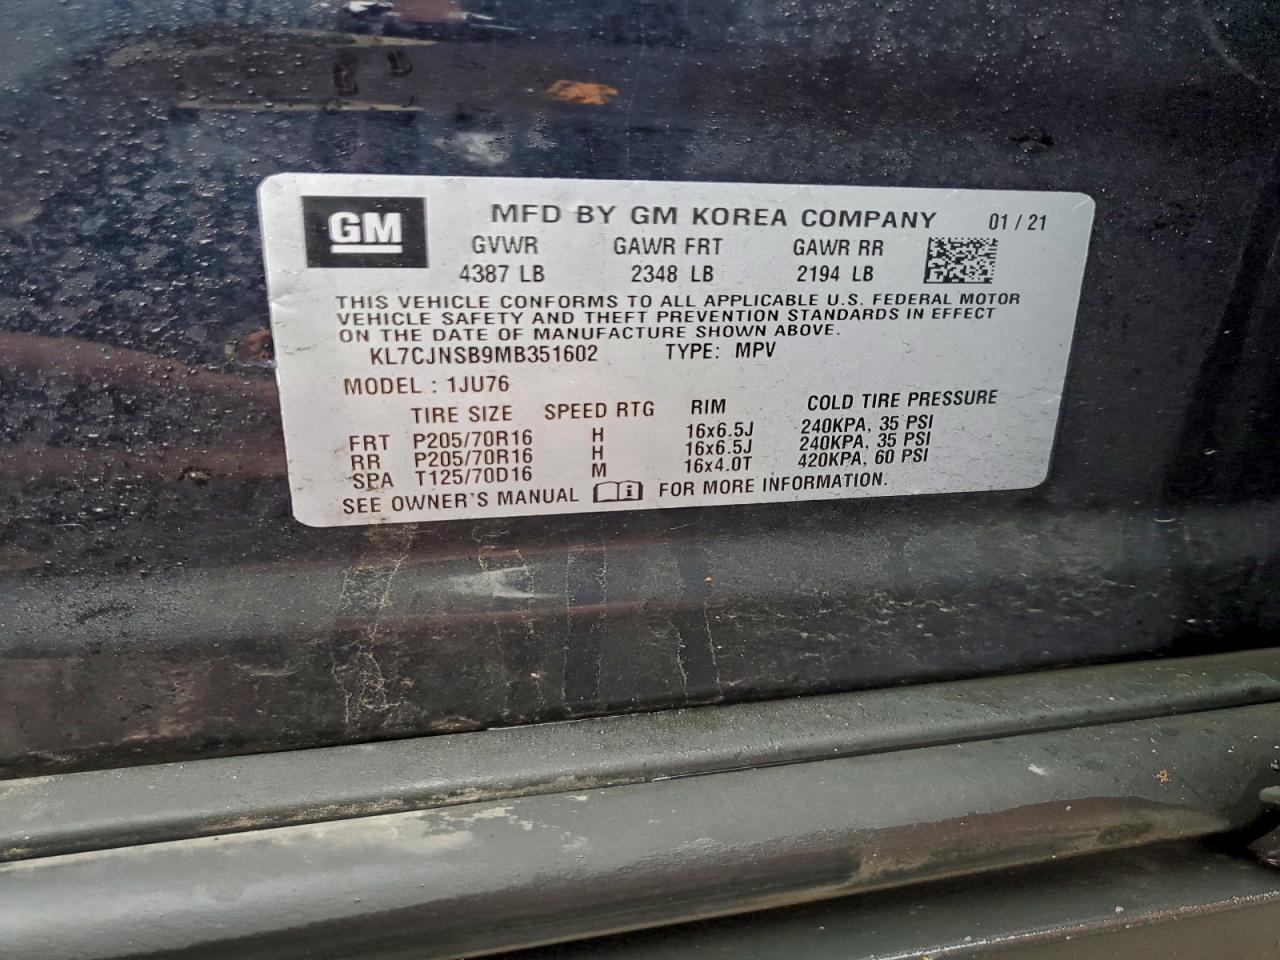 GM MFD BY GM KOREA COMPANY 01 / 21
GVWR GAWR FRT GAWR RR
4387 LB 2348 LB 2194 LB
THIS VEHICLE CONFORMS TO ALL APPLICABLE U.S. FEDERAL MOTOR
VEHICLE SAFETY AND THEFT PREVENTION STANDARDS IN EFFECT
ON THE DATE OF MANUFACTURE SHOWN ABOVE.
KL7CJNSB9MB351602 TYPE: MPV
MODEL : 1JU76
TIRE SIZE SPEED RTG RIM COLD TIRE PRESSURE
FRT P205/70R16 H 16x6.5J 240KPA, 35 PSI
RR P205/70R16 H 16x6.5J 240KPA, 35 PSI
SPA T125/70D16 M 16x4.0T 420KPA, 60 PSI
SEE OWNER'S MANUAL i FOR MORE INFORMATION.